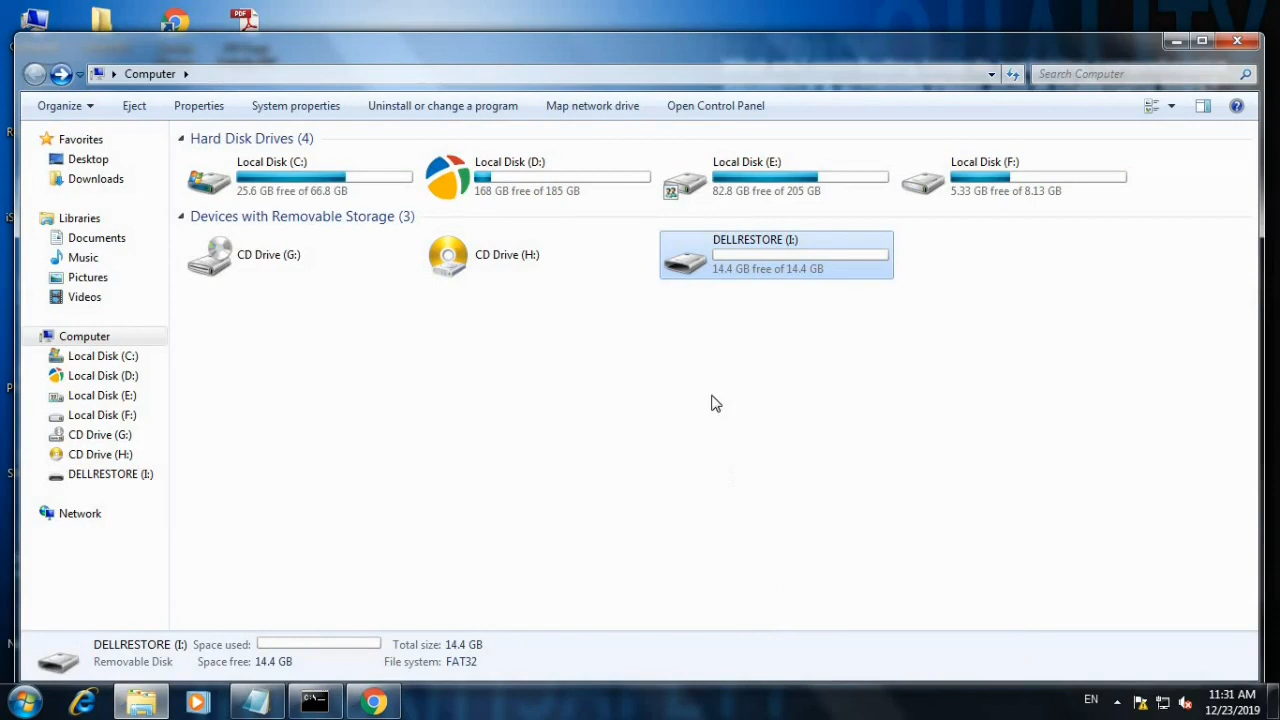 QUALITY
PDF
Computer
Search Computer
Organize Eject Properties System properties Uninstall or change a program Map network drive Open Control Panel
Favorites
Desktop
Downloads
Libraries
Documents
Music
Pictures
Videos
Computer
Local Disk (C:)
Local Disk (D:)
Local Disk (E:)
Local Disk (F:)
CD Drive (G:)
CD Drive (H:)
DELLRESTORE (I:)
Network
Hard Disk Drives (4)
Local Disk (C:)
25.6 GB free of 66.8 GB
Local Disk (D:)
168 GB free of 185 GB
Local Disk (E:)
82.8 GB free of 205 GB
Local Disk (F:)
5.33 GB free of 8.13 GB
Devices with Removable Storage (3)
CD Drive (G:)
CD Drive (H:)
DELLRESTORE (I:)
14.4 GB free of 14.4 GB
DELLRESTORE (I:) Space used: Total size: 14.4 GB
Removable Disk Space free: 14.4 GB File system: FAT32
EN
11:31 AM
12/23/2019